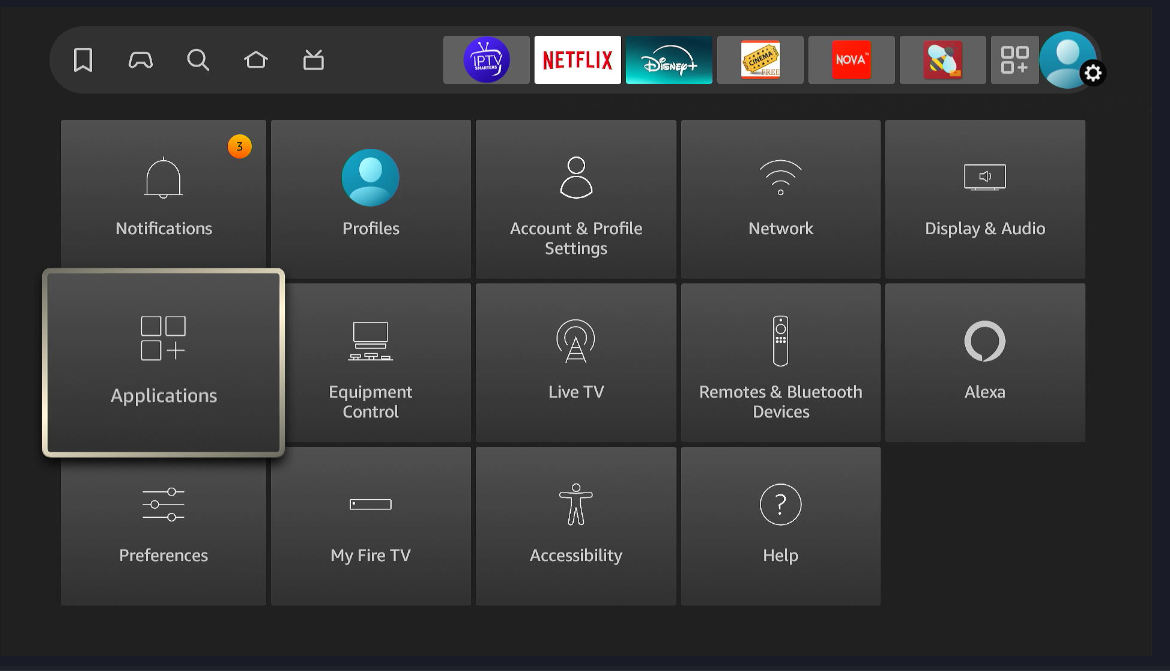 IPTV
SMARTERS
NETFLIX
Disney+
CINEMA
FREE
NOVA
3
Notifications
Profiles
Account & Profile
Settings
Network
Display & Audio
Applications
Equipment
Control
Live TV
Remotes & Bluetooth
Devices
Alexa
Preferences
My Fire TV
Accessibility
?
Help